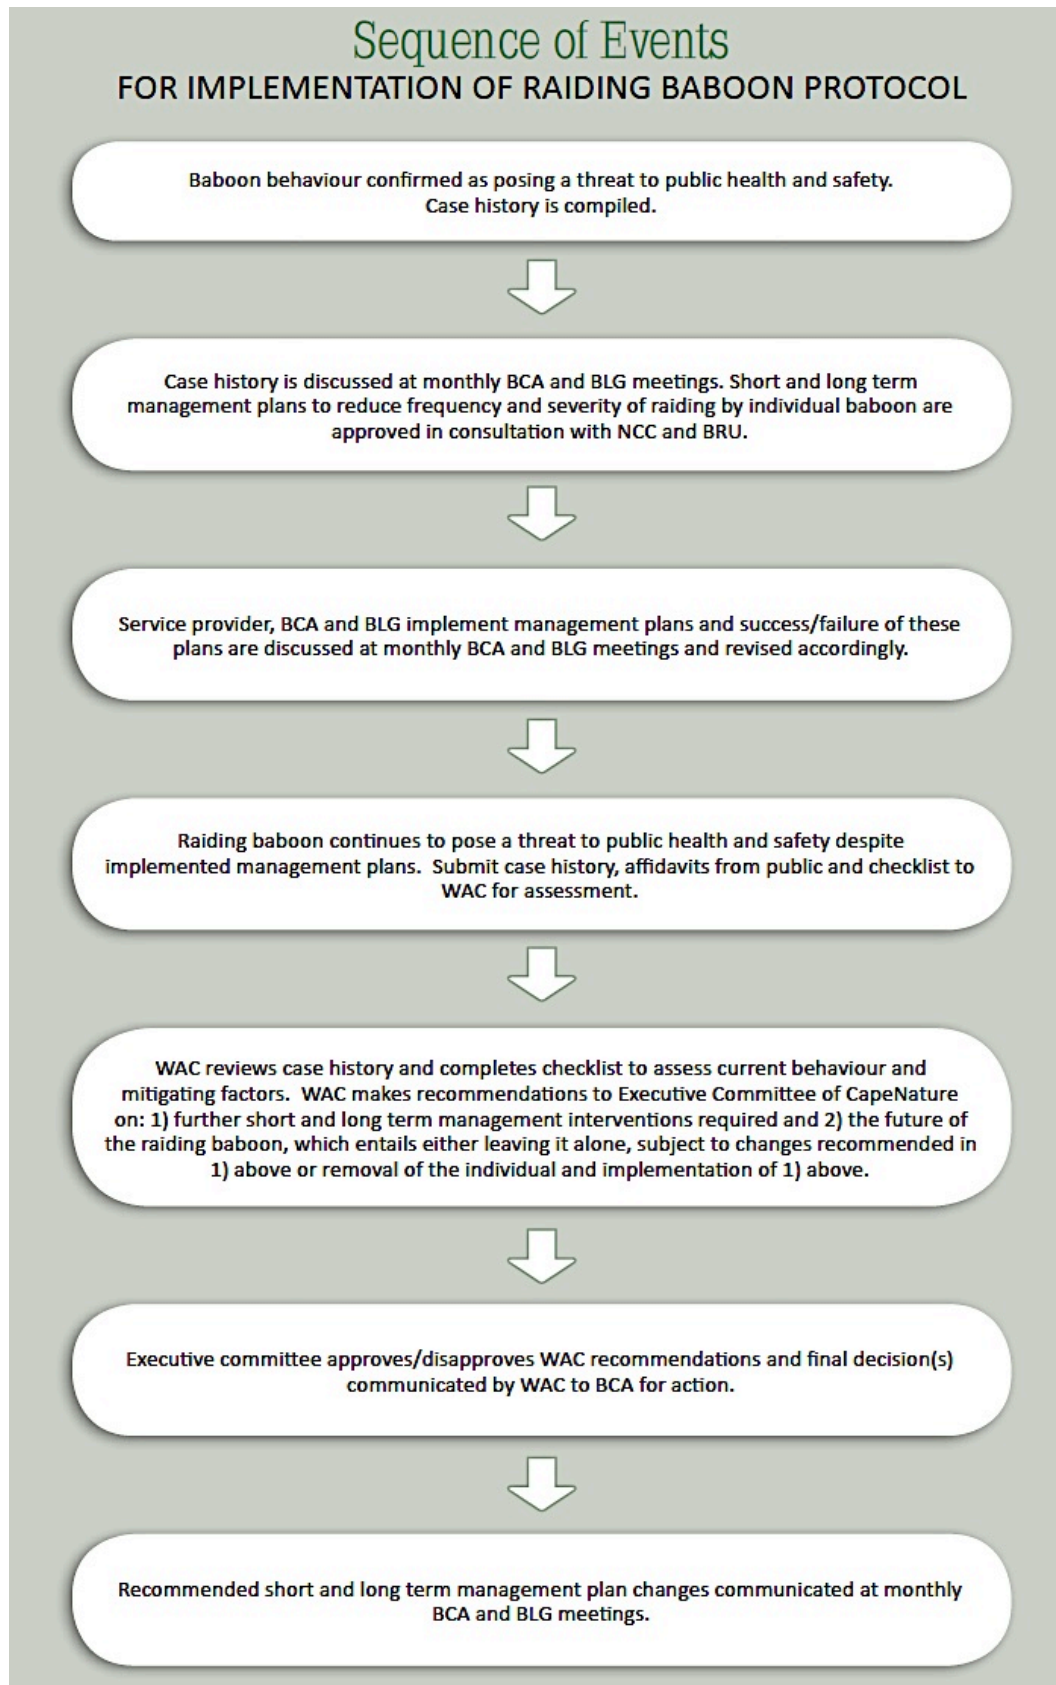 Sequence of Events
FOR IMPLEMENTATION OF RAIDING BABOON PROTOCOL
Baboon behaviour confirmed as posing a threat to public health and safety.
Case history is compiled.
Case history is discussed at monthly BCA and BLG meetings. Short and long term
management plans to reduce frequency and severity of raiding by individual baboon are
approved in consultation with NCC and BRU.
Service provider, BCA and BLG implement management plans and success/failure of these
plans are discussed at monthly BCA and BLG meetings and revised accordingly.
Raiding baboon continues to pose a threat to public health and safety despite
implemented management plans. Submit case history, affidavits from public and checklist to
WAC for assessment.
WAC reviews case history and completes checklist to assess current behaviour and
mitigating factors. WAC makes recommendations to Executive Committee of CapeNature
on: 1) further short and long term management interventions required and 2) the future of
the raiding baboon, which entails either leaving it alone, subject to changes recommended in
1) above or removal of the individual and implementation of 1) above.
Executive committee approves/disapproves WAC recommendations and final decision(s)
communicated by WAC to BCA for action.
Recommended short and long term management plan changes communicated at monthly
BCA and BLG meetings.